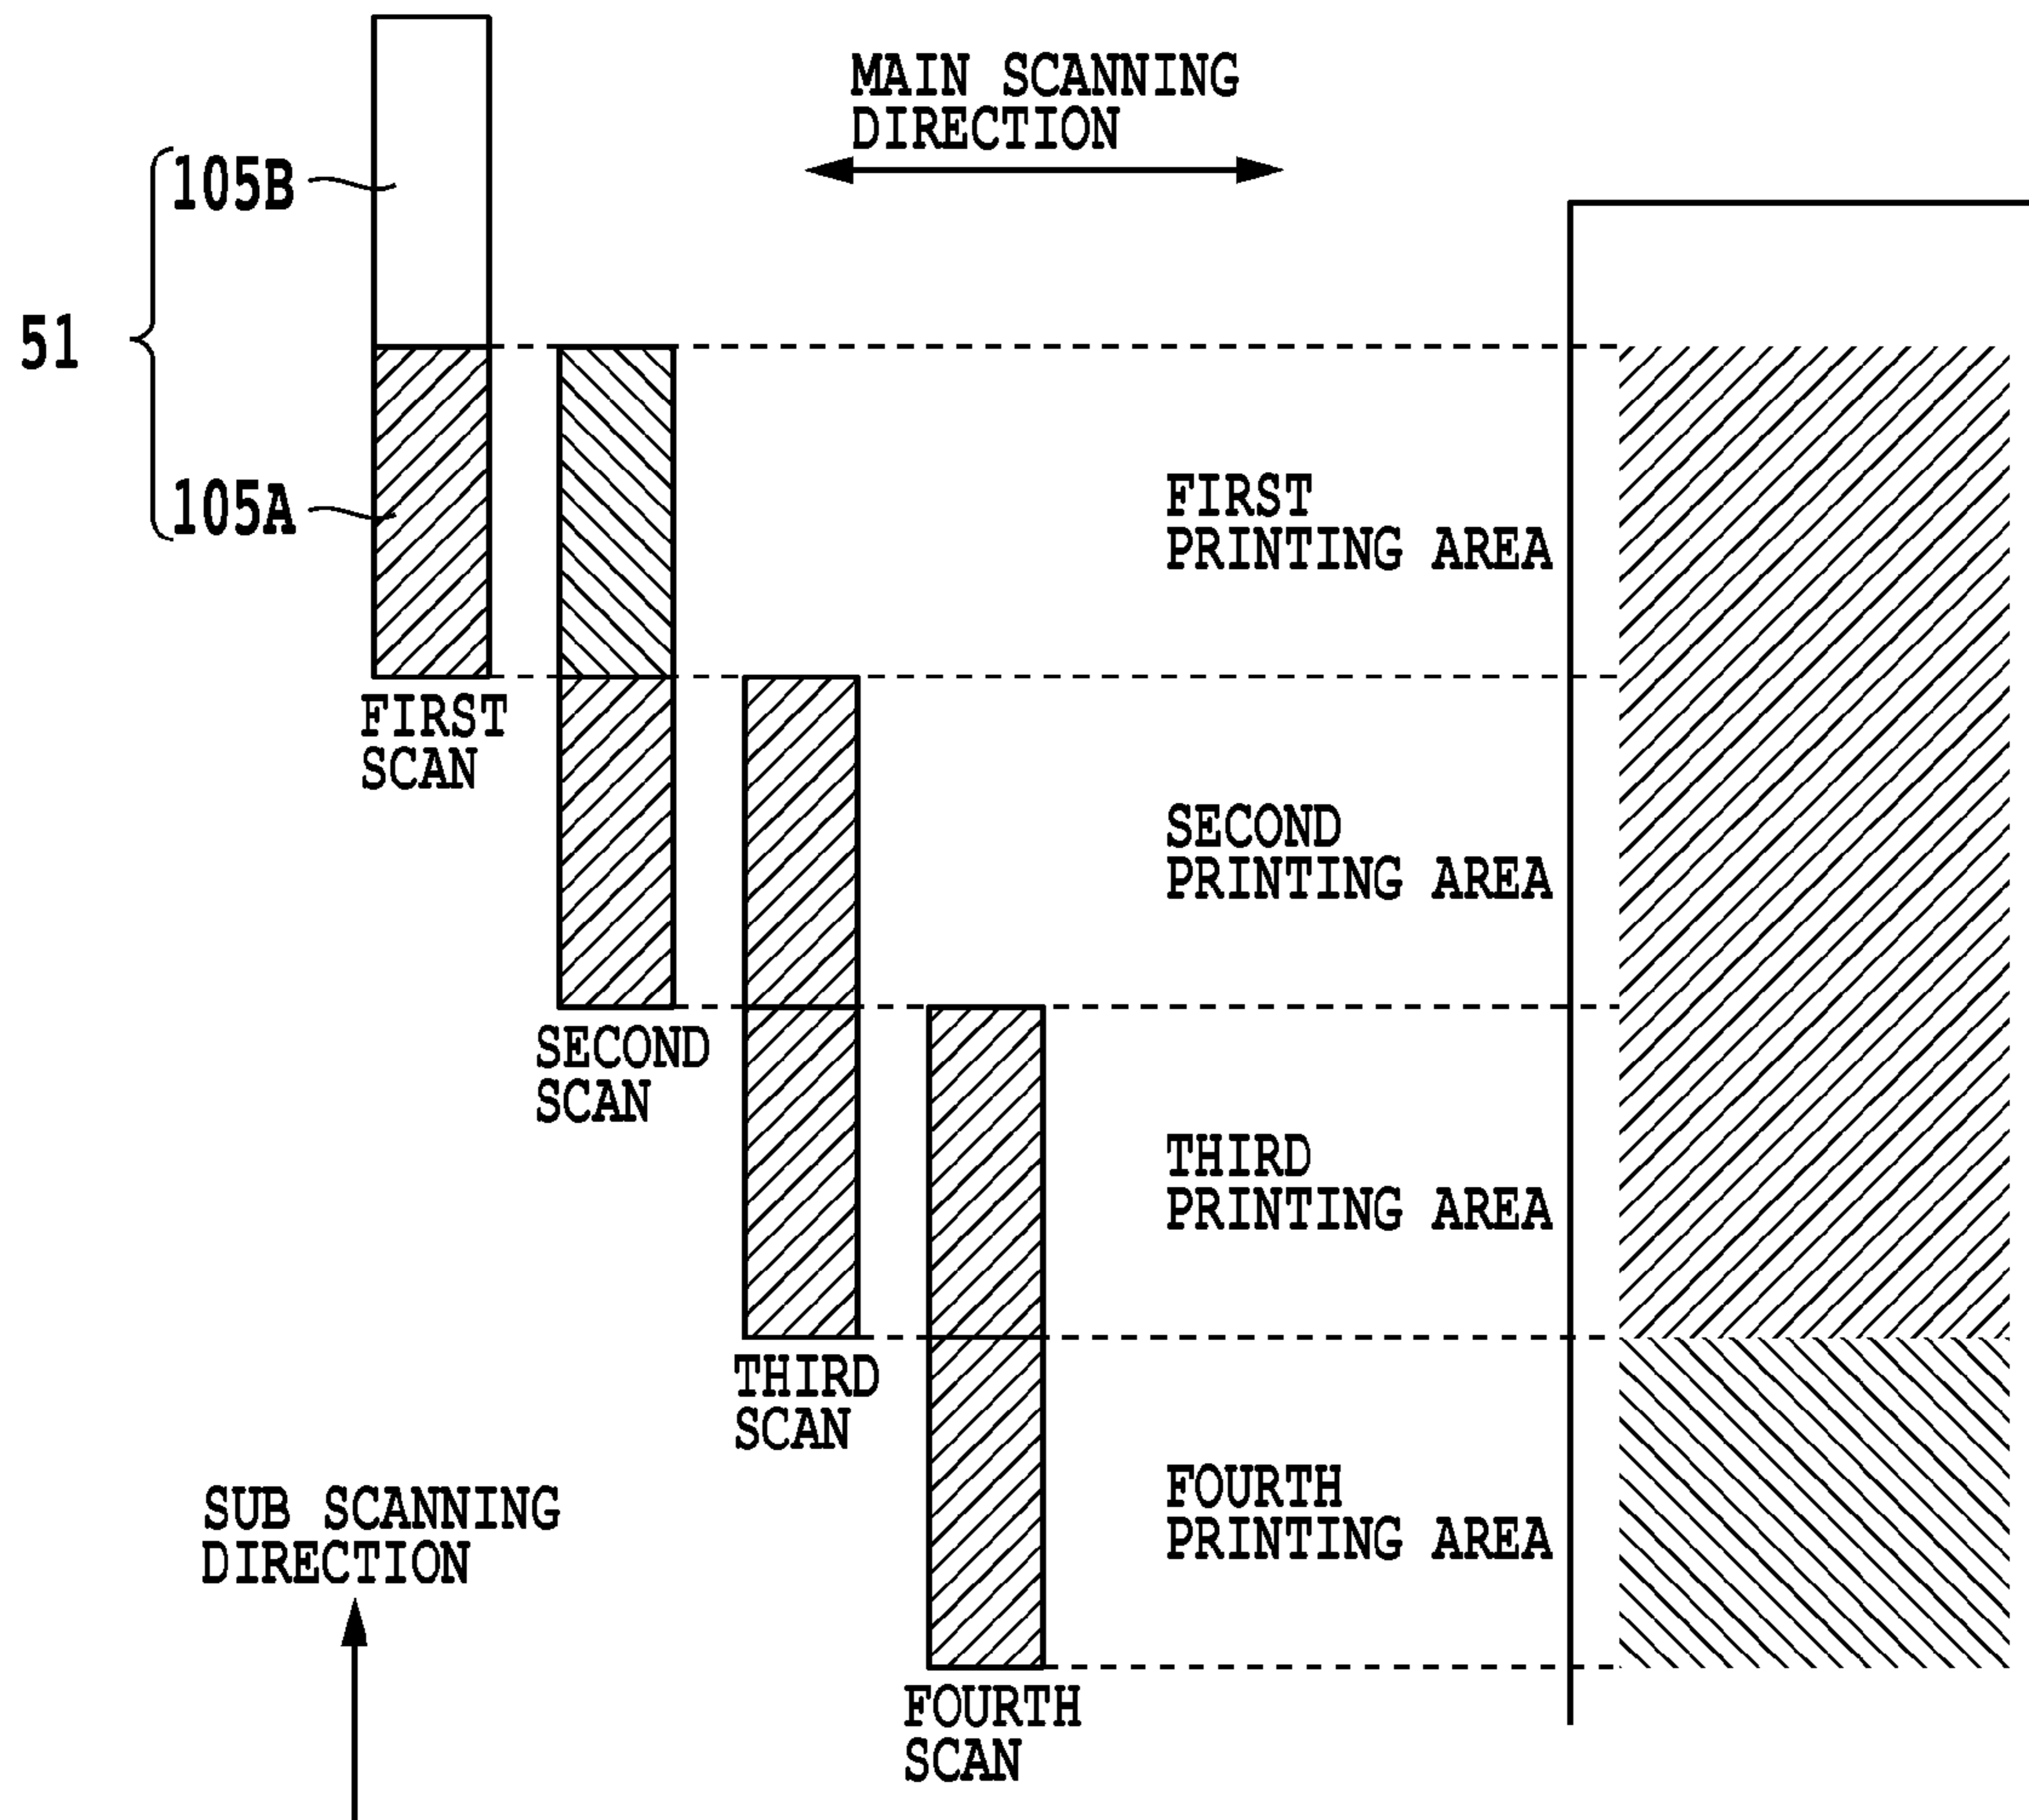 MAIN SCANNING
DIRECTION
105B
51
105A
FIRST
PRINTING AREA
FIRST
SCAN
SECOND
PRINTING AREA
SECOND
SCAN
THIRD
PRINTING AREA
THIRD
SCAN
FOURTH
PRINTING AREA
SUB SCANNING
DIRECTION
FOURTH
SCAN